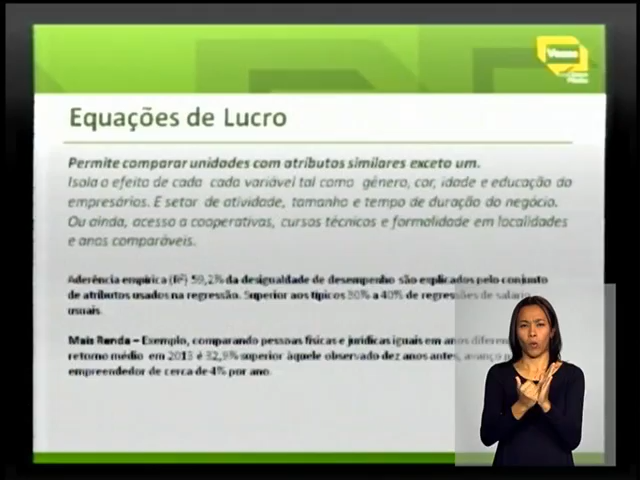 Equações de Lucro
Permite comparar unidades com atributos similares exceto um.
Isola o efeito de cada cada variável tal como gênero, cor, idade e educação do
empresários. E setor de atividade, tamanho e tempo de duração do negócio.
Ou ainda, acesso a cooperativas, cursos técnicos e formalidade em localidades
e anos comparáveis.
Aderência empírica (R²) 59,2% da desigualdade de desempenho são explicados pelo conjunto
de atributos usados na regressão. Superior aos típicos 30% a 40% de regressões de salário
usuais.
Mais Renda – Exemplo, comparando pessoas físicas e jurídicas iguais em anos
retorno médio em 2013 é 32,9% superior àquele observado dez anos antes, avanço
empreendedor de cerca de 4% por ano.